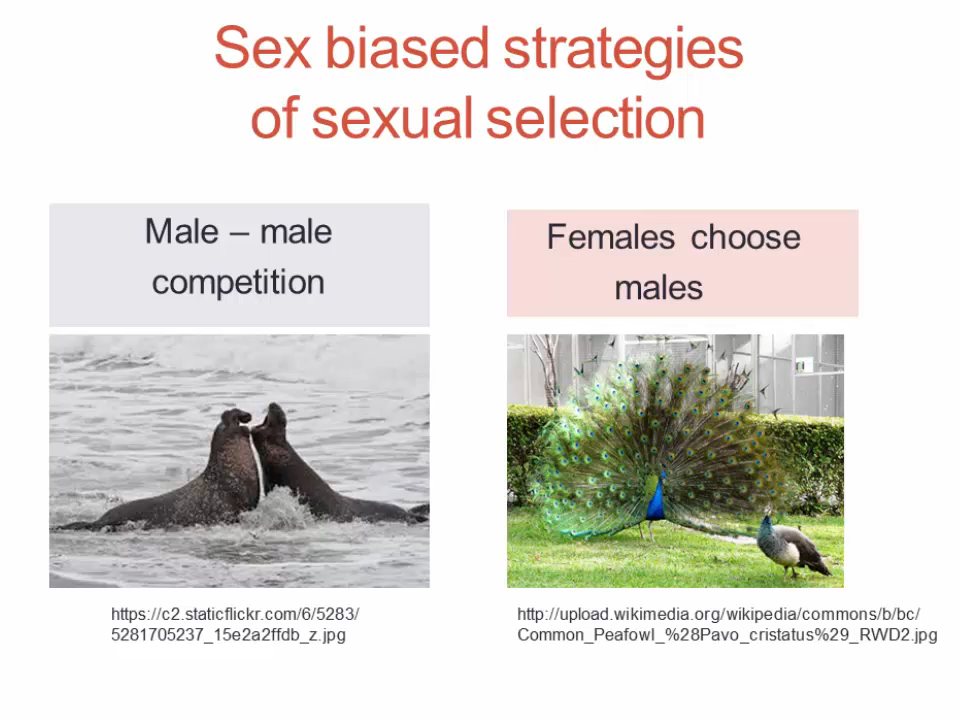 Sex biased strategies
of sexual selection
Male – male
competition
Females choose
males
https://c2.staticflickr.com/6/5283/
5281705237_15e2a2ffdb_z.jpg
http://upload.wikimedia.org/wikipedia/commons/b/bc/
Common_Peafowl_%28Pavo_cristatus%29_RWD2.jpg